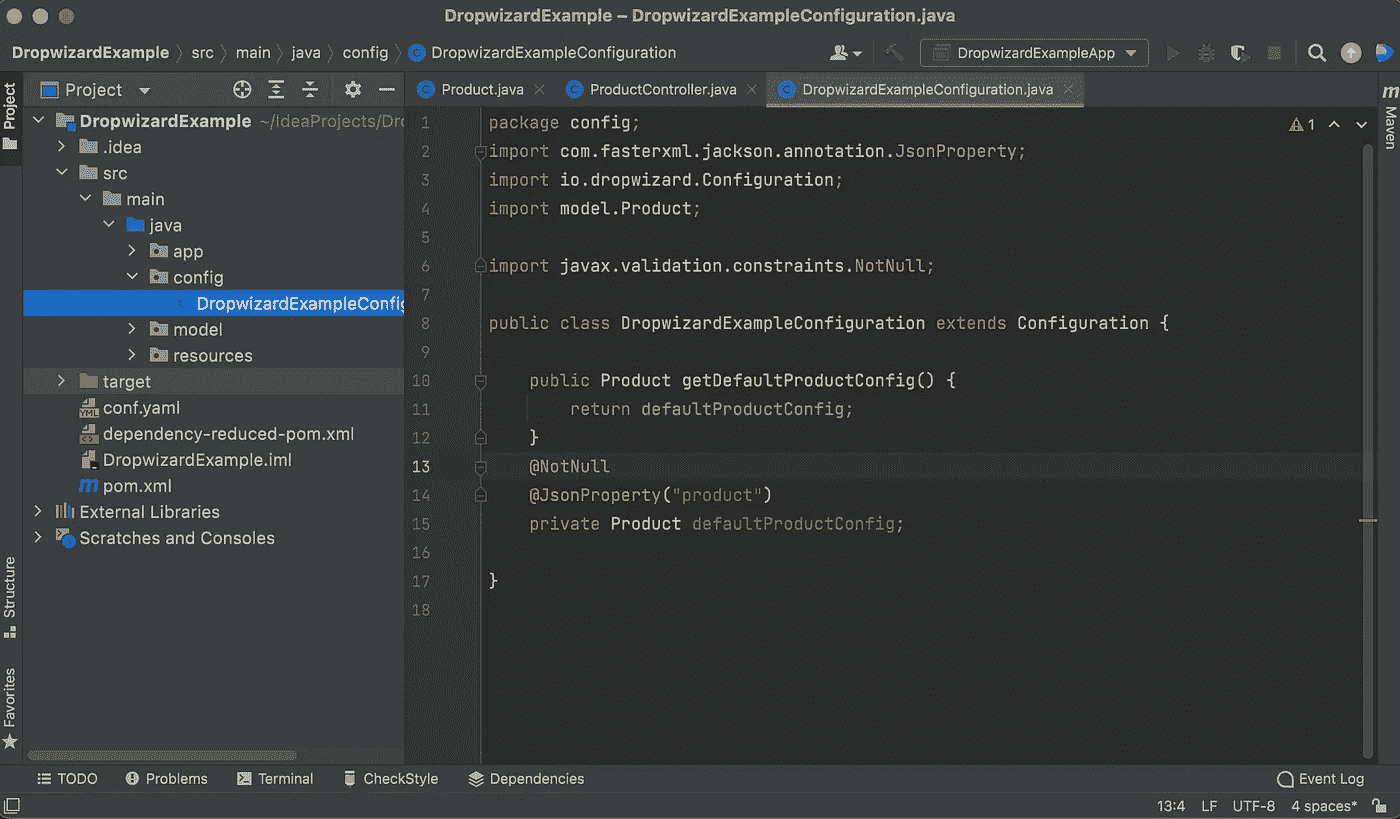 DropwizardExample – DropwizardExampleConfiguration.java
DropwizardExample 〉 src 〉 main 〉 java 〉 config 〉 DropwizardExampleConfiguration
DropwizardExampleApp
Project
Project
Product.java
ProductController.java
DropwizardExampleConfiguration.java
m
Maven
DropwizardExample ~/IdeaProjects/Dro
.idea
src
main
java
app
config
DropwizardExampleConfig
model
resources
target
conf.yaml
dependency-reduced-pom.xml
DropwizardExample.iml
pom.xml
External Libraries
Scratches and Consoles
1 package config;
2 import com.fasterxml.jackson.annotation.JsonProperty;
3 import io.dropwizard.Configuration;
4 import model.Product;
5
6 import javax.validation.constraints.NotNull;
7
8 public class DropwizardExampleConfiguration extends Configuration {
9
10 public Product getDefaultProductConfig() {
11 return defaultProductConfig;
12 }
13 @NotNull
14 @JsonProperty("product")
15 private Product defaultProductConfig;
16
17 }
18
1
Structure
Favorites
TODO
Problems
Terminal
CheckStyle
Dependencies
Event Log
13:4 LF UTF-8 4 spaces*